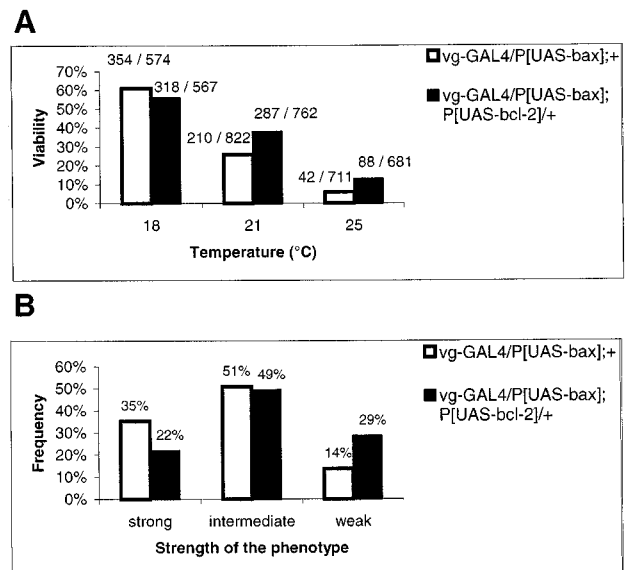 A
354 / 574
318 / 567
287 / 762
210 / 822
88 / 681
42 / 711
70%
60%
50%
40%
30%
20%
10%
0%
Viability
18
21
25
Temperature (°C)
vg-GAL4/P[UAS-bax];+
vg-GAL4/P[UAS-bax];
P[UAS-bcl-2]/+
B
60%
50%
40%
30%
20%
10%
0%
Frequency
35%
22%
51%
49%
14%
29%
strong
intermediate
weak
Strength of the phenotype
vg-GAL4/P[UAS-bax];+
vg-GAL4/P[UAS-bax];
P[UAS-bcl-2]/+